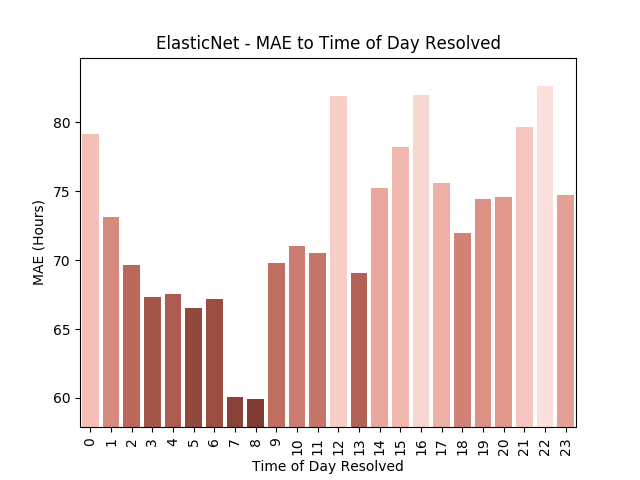 ElasticNet - MAE to Time of Day Resolved
MAE (Hours)
80
75
70
65
60
0 1 2 3 4 5 6 7 8 9 10 11 12 13 14 15 16 17 18 19 20 21 22 23
Time of Day Resolved